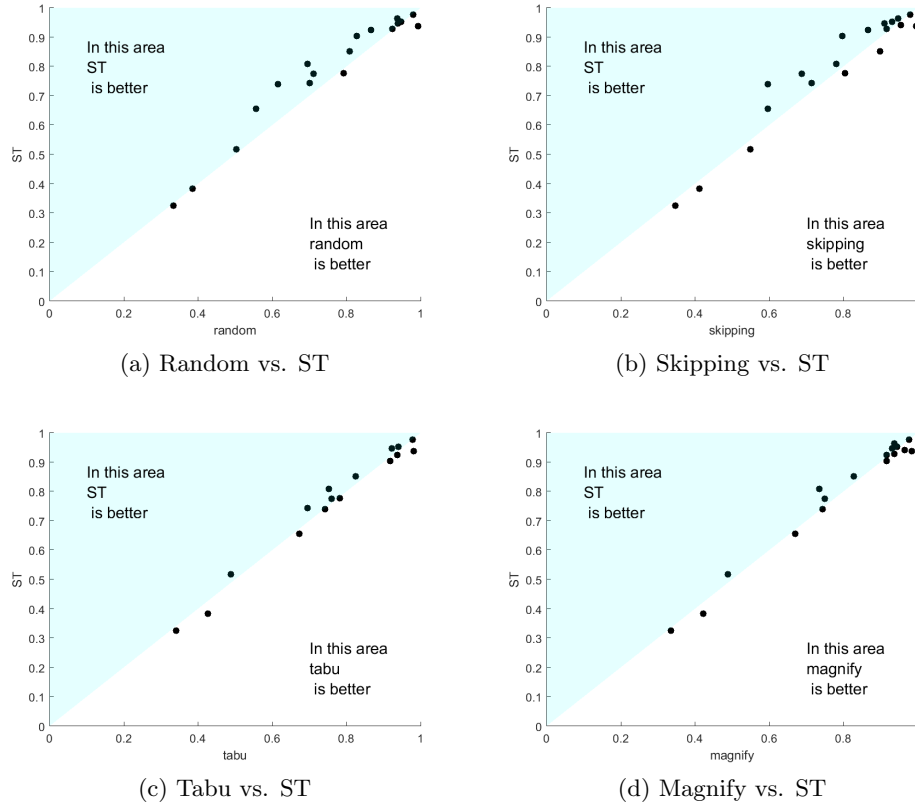 1
0.9
0.8
0.7
0.6
0.5
0.4
0.3
0.2
0.1
0
ST
In this area
ST
is better
In this area
random
is better
0 0.2 0.4 0.6 0.8 1
random
(a) Random vs. ST
1
0.9
0.8
0.7
0.6
0.5
0.4
0.3
0.2
0.1
0
ST
In this area
ST
is better
In this area
skipping
is better
0 0.2 0.4 0.6 0.8
skipping
(b) Skipping vs. ST
1
0.9
0.8
0.7
0.6
0.5
0.4
0.3
0.2
0.1
0
ST
In this area
ST
is better
In this area
tabu
is better
0 0.2 0.4 0.6 0.8 1
tabu
(c) Tabu vs. ST
1
0.9
0.8
0.7
0.6
0.5
0.4
0.3
0.2
0.1
0
ST
In this area
ST
is better
In this area
magnify
is better
0 0.2 0.4 0.6 0.8
magnify
(d) Magnify vs. ST